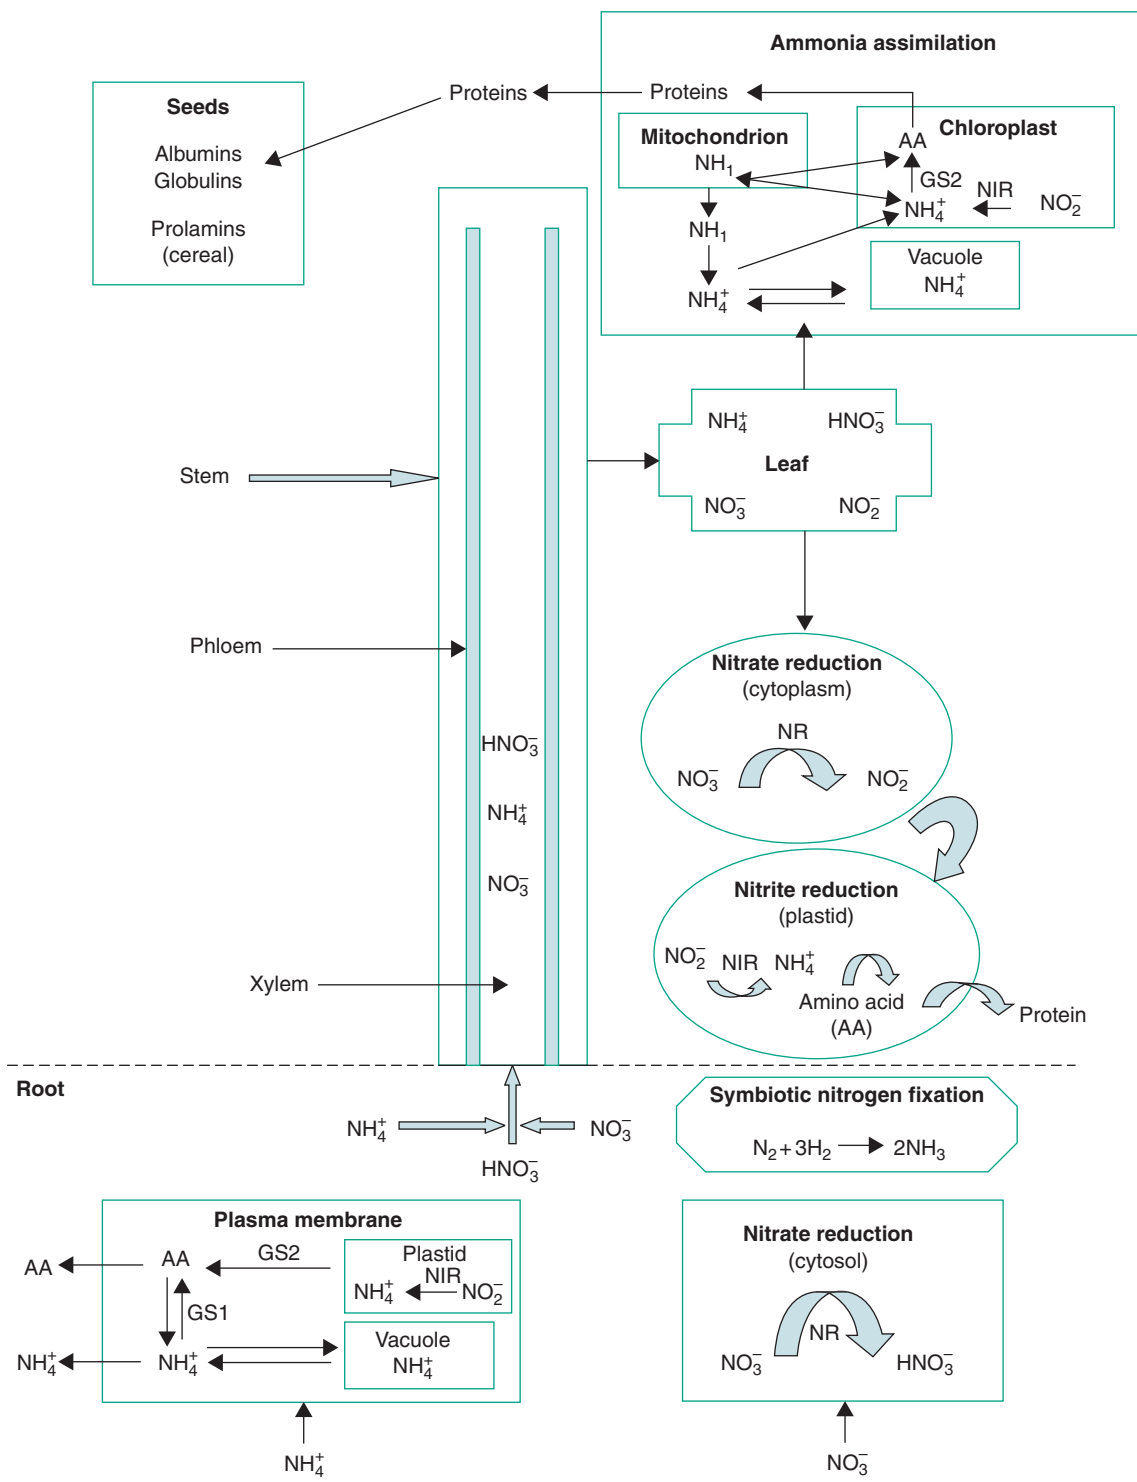 Ammonia assimilation
Seeds
Albumins
Globulins
Prolamins
(cereal)
Proteins
Proteins
Mitochondrion
NH₁
NH₁
NH₄⁺
Chloroplast
AA
GS2
NH₄⁺
NIR
NO₂⁻
Vacuole
NH₄⁺
NH₄⁺
HNO₃⁻
Leaf
NO₃⁻
NO₂⁻
Stem
Phloem
HNO₃⁻
NH₄⁺
NO₃⁻
Xylem
Nitrate reduction
(cytoplasm)
NR
NO₃⁻
NO₂⁻
Nitrite reduction
(plastid)
NO₂⁻
NIR
NH₄⁺
Amino acid
(AA)
Protein
Root
NH₄⁺
NO₃⁻
HNO₃⁻
Symbiotic nitrogen fixation
N₂+3H₂ → 2NH₃
Plasma membrane
AA
AA
GS2
Plastid
NIR
NH₄⁺
NO₂⁻
GS1
NH₄⁺
NH₄⁺
Vacuole
NH₄⁺
NH₄⁺
Nitrate reduction
(cytosol)
NR
NO₃⁻
HNO₃⁻
NO₃⁻